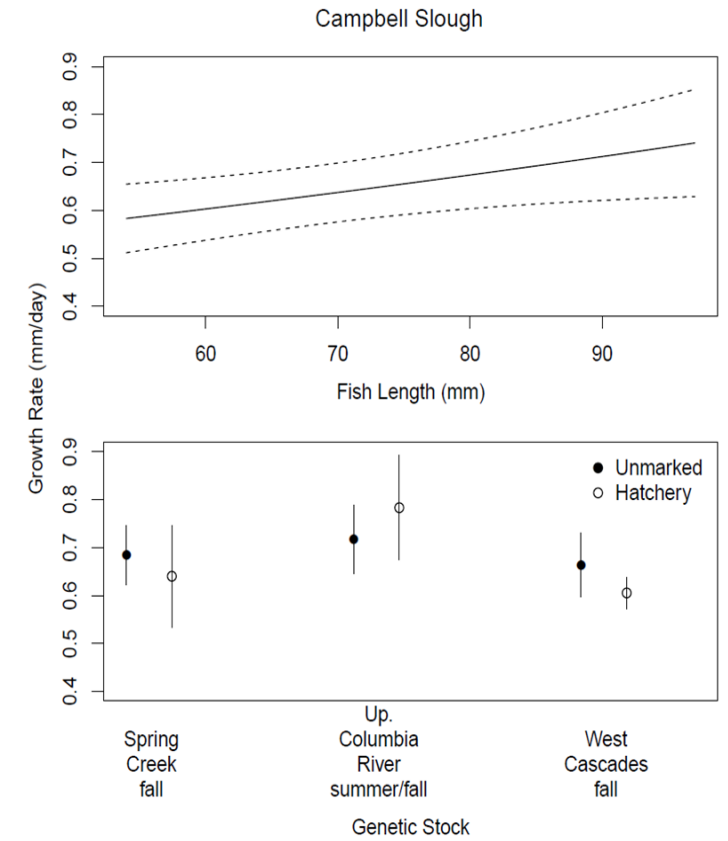 Campbell Slough
0.9
0.8
0.7
0.6
0.5
0.4
60 70 80 90
Fish Length (mm)
Growth Rate (mm/day)
0.9
0.8
0.7
0.6
0.5
0.4
Unmarked
Hatchery
Spring
Creek
fall
Up.
Columbia
River
summer/fall
West
Cascades
fall
Genetic Stock